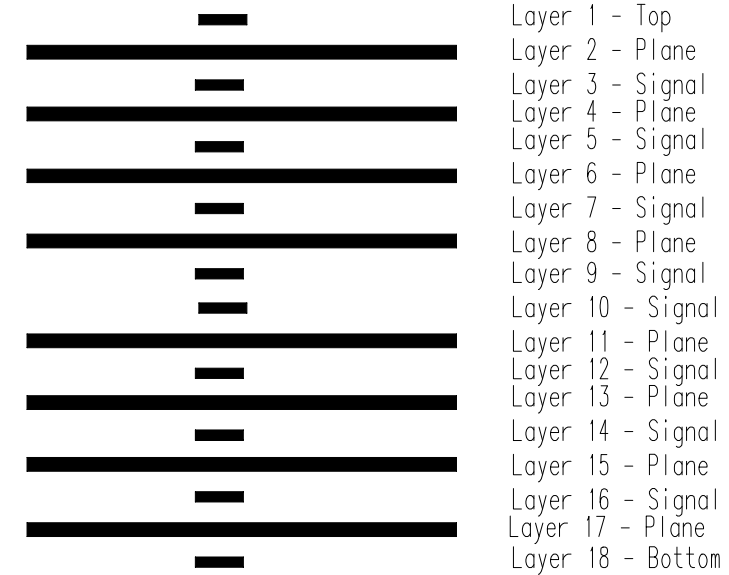 Layer 1 - Top
Layer 2 - Plane
Layer 3 - Signal
Layer 4 - Plane
Layer 5 - Signal
Layer 6 - Plane
Layer 7 - Signal
Layer 8 - Plane
Layer 9 - Signal
Layer 10 - Signal
Layer 11 - Plane
Layer 12 - Signal
Layer 13 - Plane
Layer 14 - Signal
Layer 15 - Plane
Layer 16 - Signal
Layer 17 - Plane
Layer 18 - Bottom